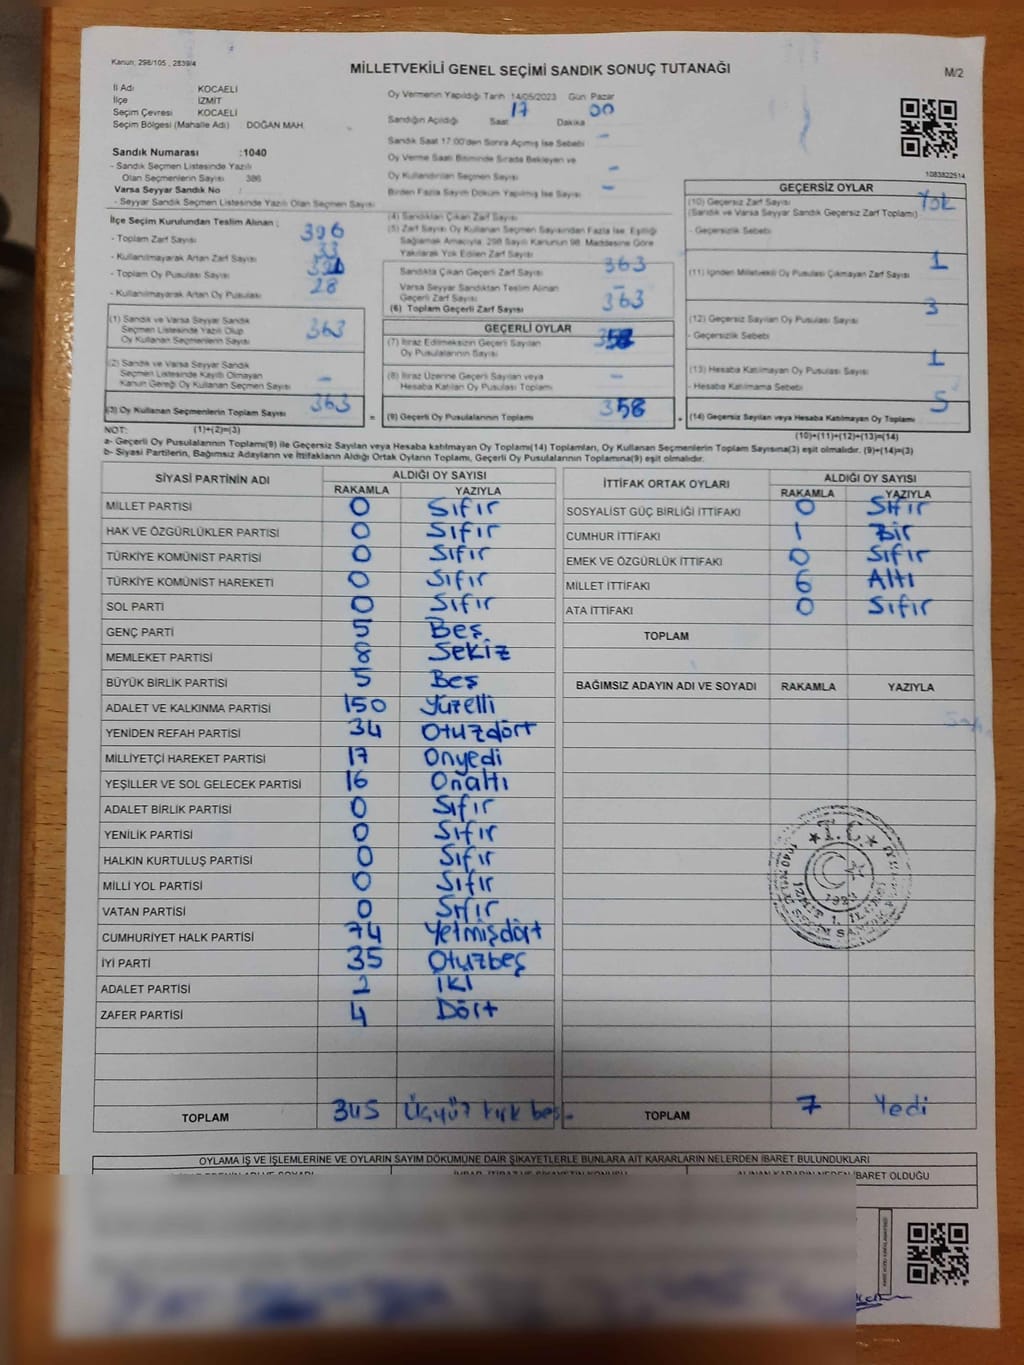 Kanun: 298/105 , 2839/4
MİLLETVEKİLİ GENEL SEÇİMİ SANDIK SONUÇ TUTANAĞI
M/2
İl Adı KOCAELİ
İlçe İZMİT
Seçim Çevresi KOCAELİ
Seçim Bölgesi (Mahalle Adı) DOĞAN MAH.
Sandık Numarası :1040
- Sandık Seçmen Listesinde Yazılı
Olan Seçmenlerin Sayısı 386
Varsa Seyyar Sandık No :
- Seyyar Seçmen Listesinde Yazılı Olan Seçmen Sayısı
Oy Vermenin Yapıldığı Tarih 14/05/2023 Gün Pazar
Sandığın Açıldığı Saat 17 Dakika 00
Sandık Saat 17:00'den Sonra Açılmış İse Sebebi -
Oy Verme Saati Bitiminde Sırada Bekleyen ve
Oy Kullandırılan Seçmen Sayısı -
Birden Fazla Sayım Döküm Yapılmış İse Sayısı -
1083822514
İlçe Seçim Kurulundan Teslim Alınan ;
- Toplam Zarf Sayısı 396
- Kullanılmayarak Artan Zarf Sayısı 33
- Toplam Oy Pusulası Sayısı
- Kullanılmayarak Artan Oy Pusulası 28
(1) Sandık ve Varsa Seyyar Sandık
Seçmen Listesinde Yazılı Olup
Oy Kullanan Seçmenlerin Sayısı 363
(2) Sandık ve Varsa Seyyar Sandık
Seçmen Listesinde Kayıtlı Olmayan
Kanun Gereği Oy Kullanan Seçmen Sayısı -
(3) Oy Kullanan Seçmenlerin Toplam Sayısı 363 =
(4) Sandıktan Çıkan Zarf Sayısı
(5) Zarf Sayısı Oy Kullanan Seçmen Sayısından Fazla İse, Eşitliği
Sağlamak Amacıyla; 298 Sayılı Kanunun 98. Maddesine Göre
Yakılarak Yok Edilen Zarf Sayısı
Sandıkta Çıkan Geçerli Zarf Sayısı 363
Varsa Seyyar Sandıktan Teslim Alınan
Geçerli Zarf Sayısı -
(6) Toplam Geçerli Zarf Sayısı 363
GEÇERLİ OYLAR
(7) İtiraz Edilmeksizin Geçerli Sayılan
Oy Pusulalarının Sayısı 358
(8) İtiraz Üzerine Geçerli Sayılan veya
Hesaba Katılan Oy Pusulası Toplamı -
(9) Geçerli Oy Pusulalarının Toplamı 358 +
GEÇERSİZ OYLAR
(10) Geçersiz Zarf Sayısı Yok
(Sandık ve Varsa Seyyar Sandık Geçersiz Zarf Toplamı)
- Geçersizlik Sebebi
(11) İçinden Milletvekili Oy Pusulası Çıkmayan Zarf Sayısı 1
(12) Geçersiz Sayılan Oy Pusulası Sayısı 3
- Geçersizlik Sebebi
(13) Hesaba Katılmayan Oy Pusulası Sayısı 1
- Hesaba Katılmama Sebebi
(14) Geçersiz Sayılan veya Hesaba Katılmayan Oy Toplamı 5
NOT: (1)+(2)=(3) (10)+(11)+(12)+(13)=(14)
a- Geçerli Oy Pusulalarının Toplamı(9) ile Geçersiz Sayılan veya Hesaba katılmayan Oy Toplamı(14) Toplamları, Oy Kullanan Seçmenlerin Toplam Sayısına(3) eşit olmalıdır. (9)+(14)=(3)
b- Siyasi Partilerin, Bağımsız Adayların ve İttifakların Aldığı Ortak Oyların Toplamı, Geçerli Oy Pusulalarının Toplamına(9) eşit olmalıdır.
SİYASİ PARTİNİN ADI ALDIĞI OY SAYISI
RAKAMLA YAZIYLA
MİLLET PARTİSİ 0 Sıfır
HAK VE ÖZGÜRLÜKLER PARTİSİ 0 Sıfır
TÜRKİYE KOMÜNİST PARTİSİ 0 Sıfır
TÜRKİYE KOMÜNİST HAREKETİ 0 Sıfır
SOL PARTİ 0 Sıfır
GENÇ PARTİ 5 Beş
MEMLEKET PARTİSİ 8 Sekiz
BÜYÜK BİRLİK PARTİSİ 5 Beş
ADALET VE KALKINMA PARTİSİ 150 Yüzelli
YENİDEN REFAH PARTİSİ 34 Otuzdört
MİLLİYETÇİ HAREKET PARTİSİ 17 Onyedi
YEŞİLLER VE SOL GELECEK PARTİSİ 16 Onaltı
ADALET BİRLİK PARTİSİ 0 Sıfır
YENİLİK PARTİSİ 0 Sıfır
HALKIN KURTULUŞ PARTİSİ 0 Sıfır
MİLLİ YOL PARTİSİ 0 Sıfır
VATAN PARTİSİ 0 Sıfır
CUMHURİYET HALK PARTİSİ 74 Yetmişdört
İYİ PARTİ 35 Otuzbeş
ADALET PARTİSİ 2 İki
ZAFER PARTİSİ 4 Dört
TOPLAM 345 Üçyüz kırk beş
İTTİFAK ORTAK OYLARI ALDIĞI OY SAYISI
RAKAMLA YAZIYLA
SOSYALİST GÜÇ BİRLİĞİ İTTİFAKI 0 Sıfır
CUMHUR İTTİFAKI 1 Bir
EMEK VE ÖZGÜRLÜK İTTİFAKI 0 Sıfır
MİLLET İTTİFAKI 6 Altı
ATA İTTİFAKI 0 Sıfır
TOPLAM
BAĞIMSIZ ADAYIN ADI VE SOYADI RAKAMLA YAZIYLA
T.C.
TOPLAM 7 Yedi
OYLAMA İŞ VE İŞLEMLERİNE VE OYLARIN SAYIM DÖKÜMÜNE DAİR ŞİKAYETLERLE BUNLARA AİT KARARLARIN NELERDEN İBARET BULUNDUKLARI
ALINAN KARARIN NEDEN İBARET OLDUĞU